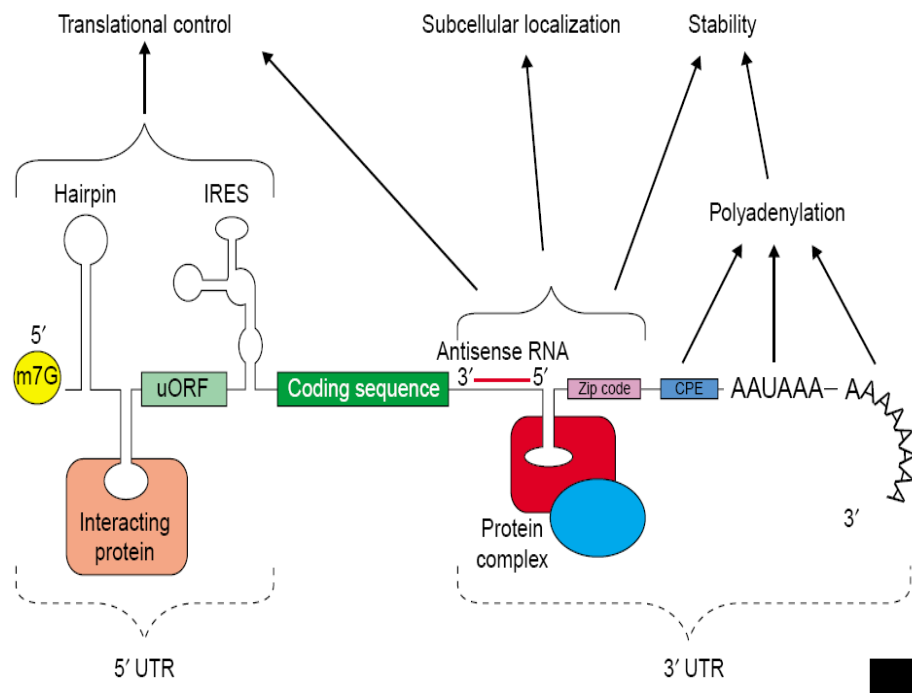 Translational control
Subcellular localization
Stability
Hairpin
IRES
Polyadenylation
5′
m7G
uORF
Coding sequence
Antisense RNA
3′
5′
Zip code
CPE
AAUAAA
AAAAAAAA
Interacting
protein
Protein
complex
3′
5′ UTR
3′ UTR